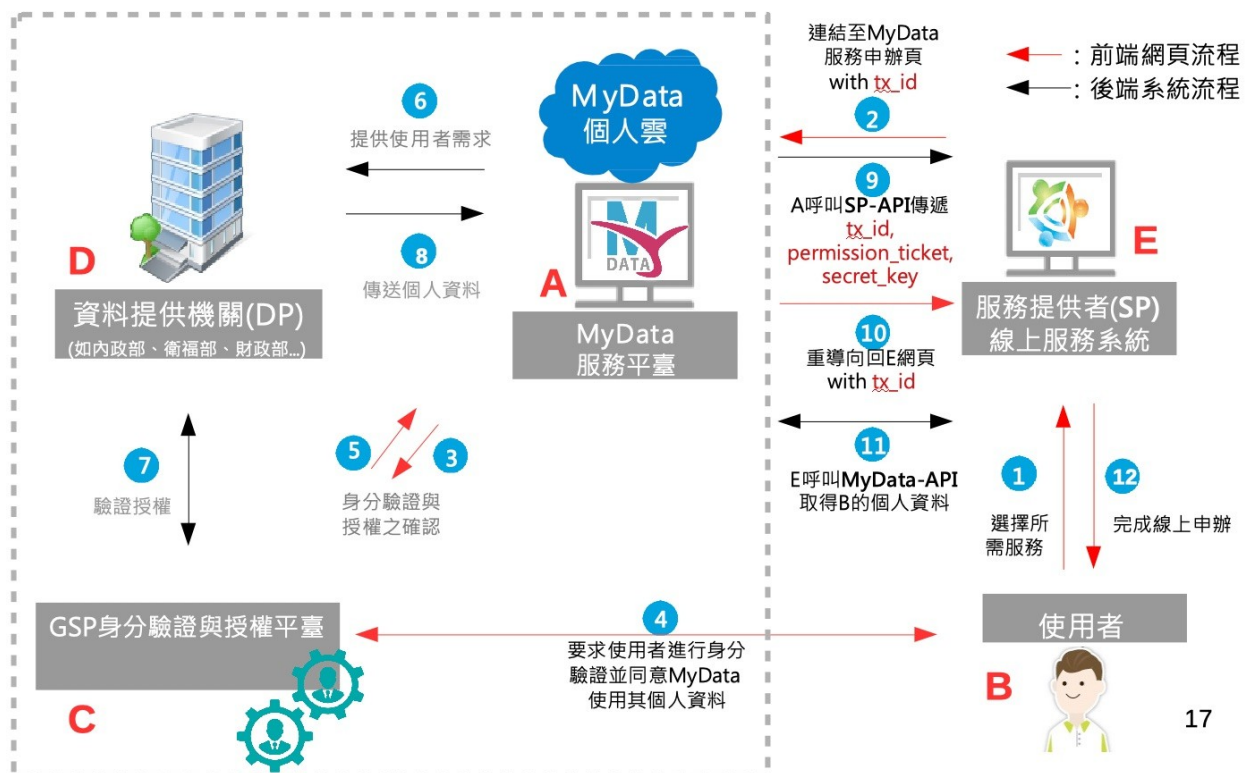 連結至MyData
服務申辦頁
with tx_id
2
：前端網頁流程
：後端系統流程
MyData
個人雲
6
提供使用者需求
8
傳送個人資料
D
資料提供機關(DP)
(如內政部、衛福部、財政部...)
M
DATA
A
MyData
服務平臺
9
A呼叫SP-API傳遞
tx_id,
permission_ticket,
secret_key
10
重導向回E網頁
with tx_id
11
E呼叫MyData-API
取得B的個人資料
E
服務提供者(SP)
線上服務系統
7
驗證授權
5
3
身分驗證與
授權之確認
1
選擇所
需服務
12
完成線上申辦
GSP身分驗證與授權平臺
C
4
要求使用者進行身分
驗證並同意MyData
使用其個人資料
使用者
B
17